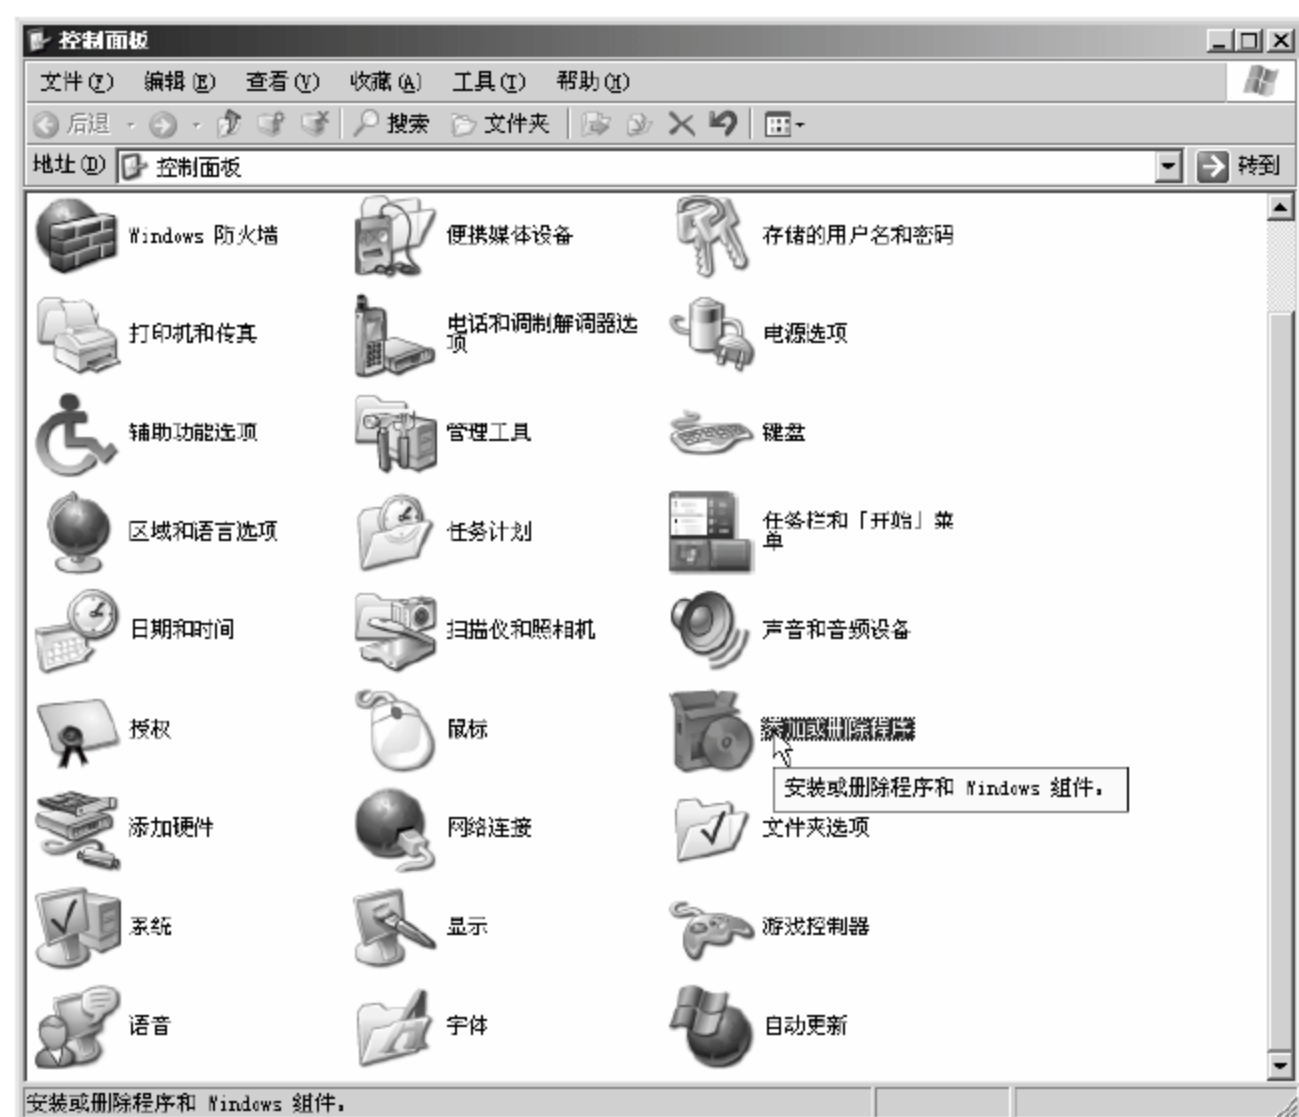 控制面板
文件(F) 编辑(E) 查看(V) 收藏(A) 工具(T) 帮助(H)
后退 搜索 文件夹
地址(D) 控制面板 转到
Windows 防火墙 便携媒体设备 存储的用户名和密码
打印机和传真 电话和调制解调器选项 电源选项
辅助功能选项 管理工具 键盘
区域和语言选项 任务计划 任务栏和「开始」菜单
日期和时间 扫描仪和照相机 声音和音频设备
授权 鼠标 添加或删除程序
安装或删除程序和 Windows 组件。
添加硬件 网络连接 文件夹选项
系统 显示 游戏控制器
语音 字体 自动更新
安装或删除程序和 Windows 组件。